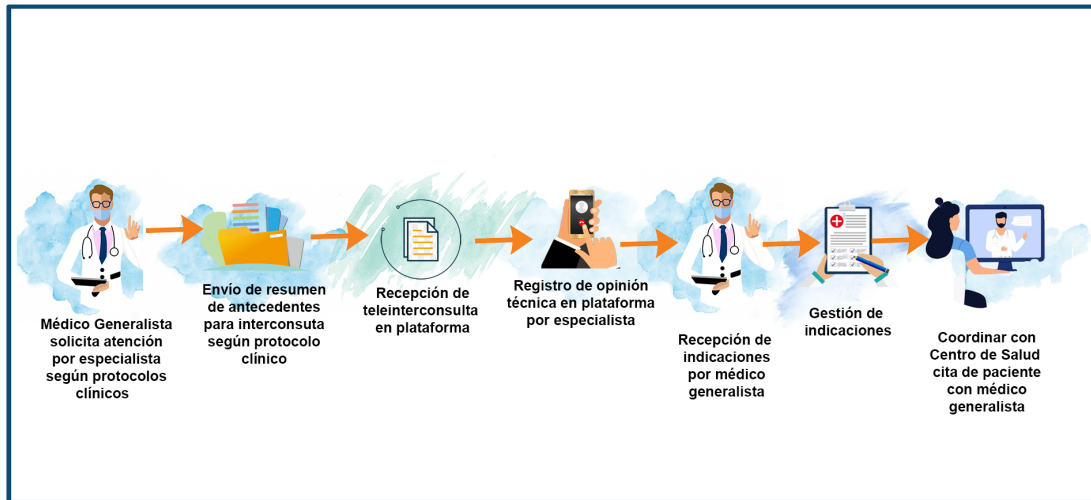 Médico Generalista
solicita atención
por especialista
según protocolos
clínicos
Envío de resumen
de antecedentes
para interconsuta
según protocolo
clínico
Recepción de
teleinterconsulta
en plataforma
Registro de opinión
técnica en plataforma
por especialista
Recepción de
indicaciones
por médico
generalista
Gestión de
indicaciones
Coordinar con
Centro de Salud
cita de paciente
con médico
generalista